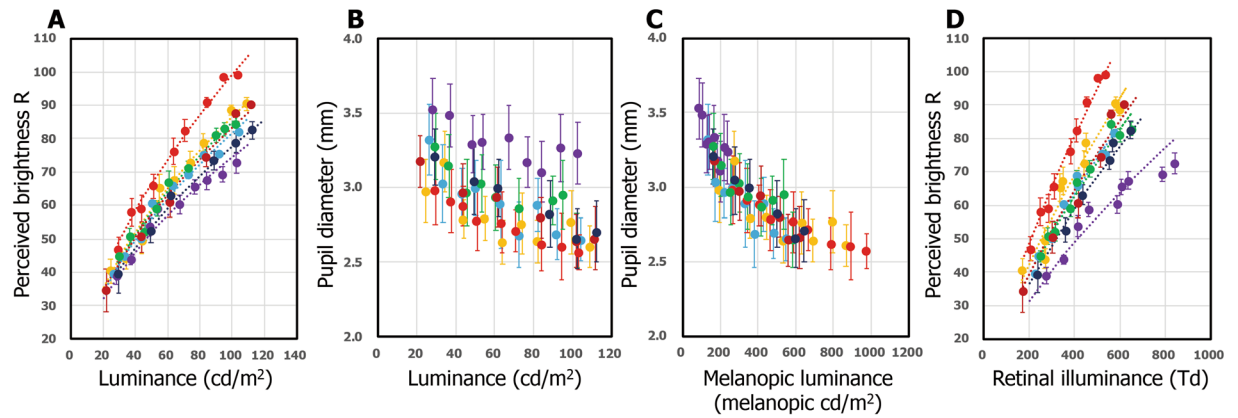 A
Perceived brightness R
110
100
90
80
70
60
50
40
30
20
0 20 40 60 80 100 120 140
Luminance (cd/m²)
B
Pupil diameter (mm)
4.0
3.5
3.0
2.5
2.0
0 20 40 60 80 100 120
Luminance (cd/m²)
C
Pupil diameter (mm)
4.0
3.5
3.0
2.5
2.0
0 200 400 600 800 1000 1200
Melanopic luminance
(melanopic cd/m²)
D
Perceived brightness R
110
100
90
80
70
60
50
40
30
20
0 200 400 600 800 1000
Retinal illuminance (Td)